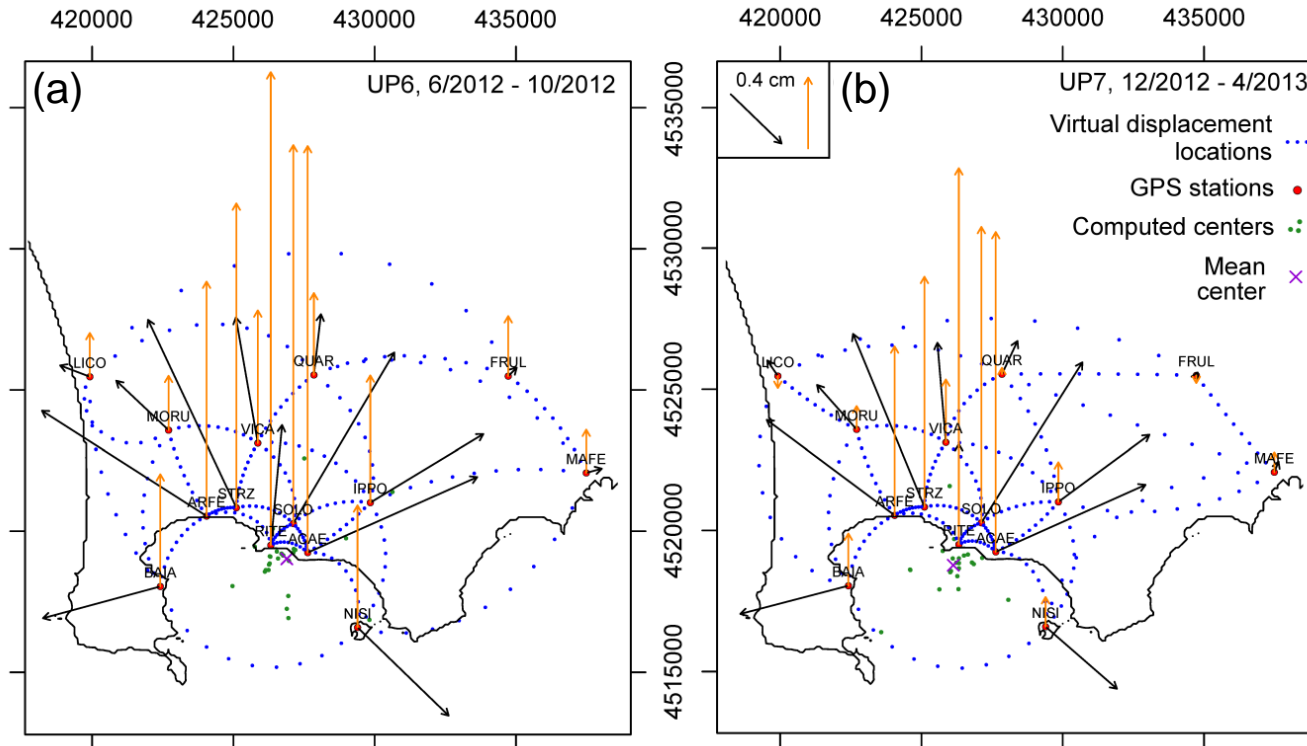 420000 425000 430000 435000
420000 425000 430000 435000
(a)
UP6, 6/2012 - 10/2012
LICO
MORU
VICA
QUAR
FRUL
MAFE
ARFE
STRZ
SOLO
IPPO
RITE
ACAE
BAIA
NISI
4535000
4530000
4525000
4520000
4515000
0.4 cm
(b)
UP7, 12/2012 - 4/2013
Virtual displacement
locations
GPS stations
Computed centers
Mean
center
LICO
MORU
VICA
QUAR
FRUL
MAFE
ARFE
STRZ
SOLO
IPPO
RITE
ACAE
BAIA
NISI